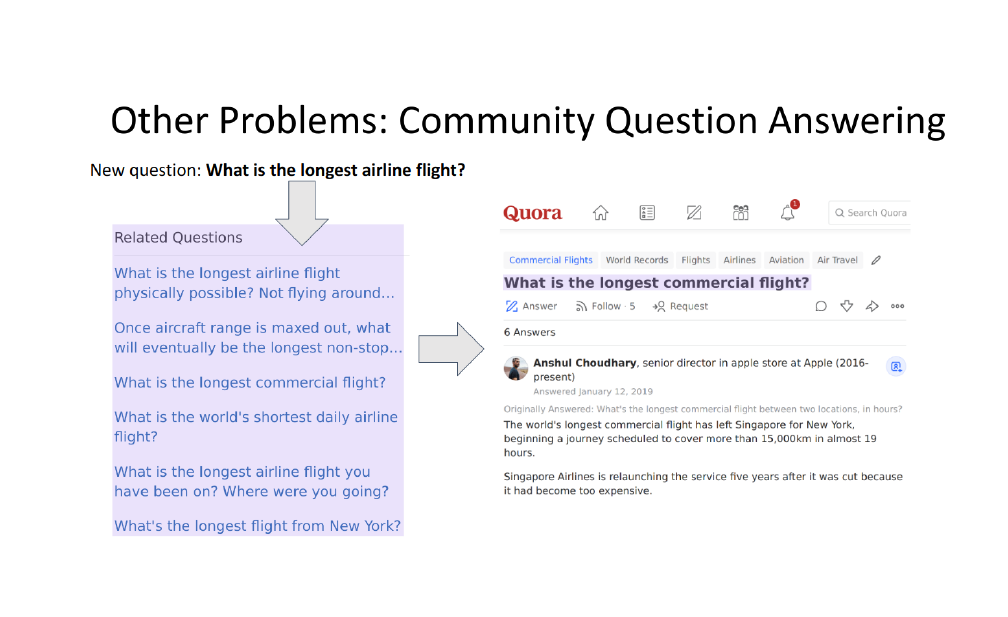 Other Problems: Community Question Answering
New question: What is the longest airline flight?
Related Questions
What is the longest airline flight
physically possible? Not flying around...
Once aircraft range is maxed out, what
will eventually be the longest non-stop...
What is the longest commercial flight?
What is the world's shortest daily airline
flight?
What is the longest airline flight you
have been on? Where were you going?
What's the longest flight from New York?
Quora
1
Search Quora
Commercial Flights World Records Flights Airlines Aviation Air Travel
What is the longest commercial flight?
Answer Follow · 5 Request
6 Answers
Anshul Choudhary, senior director in apple store at Apple (2016-
present)
Answered January 12, 2019
Originally Answered: What's the longest commercial flight between two locations, in hours?
The world's longest commercial flight has left Singapore for New York,
beginning a journey scheduled to cover more than 15,000km in almost 19
hours.
Singapore Airlines is relaunching the service five years after it was cut because
it had become too expensive.